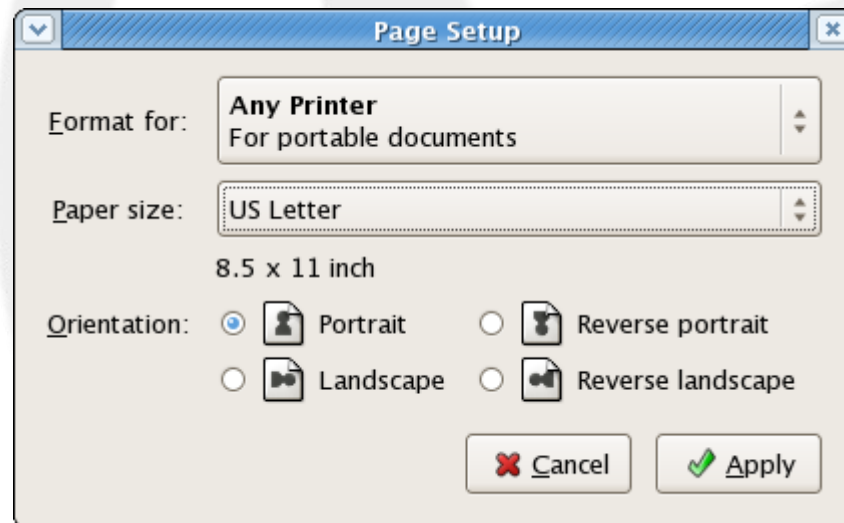 Page Setup
Format for:
Any Printer
For portable documents
Paper size:
US Letter
8.5 x 11 inch
Orientation:
Portrait
Reverse portrait
Landscape
Reverse landscape
Cancel
Apply